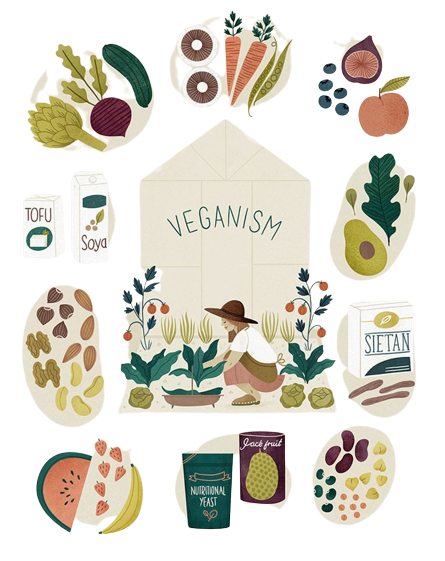 VEGANISM
TOFU
Soya
SIETAN
Jack fruit
NUTRITIONAL
YEAST